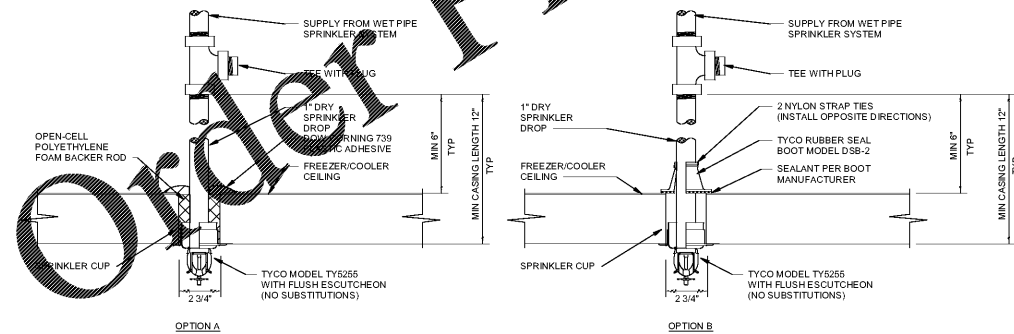 SUPPLY FROM WET PIPE
SPRINKLER SYSTEM
TEE WITH PLUG
1" DRY
SPRINKLER
DROP
DOW CORNING 739
PLASTIC ADHESIVE
OPEN-CELL
POLYETHYLENE
FOAM BACKER ROD
FREEZER/COOLER
CEILING
MIN 6"
TYP
MIN CASING LENGTH 12"
TYP
SPRINKLER CUP
TYCO MODEL TY5255
WITH FLUSH ESCUTCHEON
(NO SUBSTITUTIONS)
2 3/4"
OPTION A
SUPPLY FROM WET PIPE
SPRINKLER SYSTEM
TEE WITH PLUG
1" DRY
SPRINKLER
DROP
2 NYLON STRAP TIES
(INSTALL OPPOSITE DIRECTIONS)
TYCO RUBBER SEAL
BOOT MODEL DSB-2
SEALANT PER BOOT
MANUFACTURER
FREEZER/COOLER
CEILING
MIN 6"
TYP
MIN CASING LENGTH 12"
TYP
SPRINKLER CUP
TYCO MODEL TY5255
WITH FLUSH ESCUTCHEON
(NO SUBSTITUTIONS)
2 3/4"
OPTION B
Order